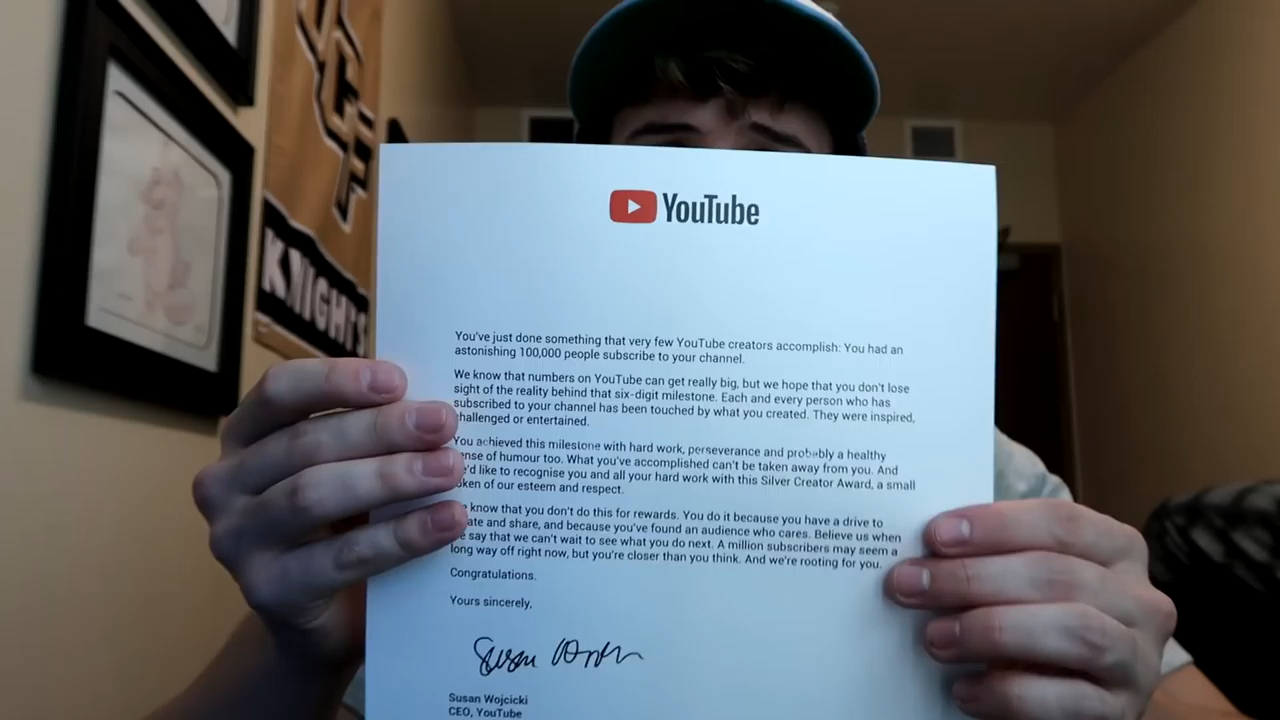 UCF
KNIGHTS
YouTube
You've just done something that very few YouTube creators accomplish: You had an
astonishing 100,000 people subscribe to your channel.
We know that numbers on YouTube can get really big, but we hope that you don't lose
sight of the reality behind that six-digit milestone. Each and every person who has
subscribed to your channel has been touched by what you created. They were inspired,
challenged or entertained.
You achieved this milestone with hard work, perseverance and probably a healthy
ense of humour too. What you've accomplished can't be taken away from you. And
e'd like to recognise you and all your hard work with this Silver Creator Award, a small
oken of our esteem and respect.
e know that you don't do this for rewards. You do it because you have a drive to
ate and share, and because you've found an audience who cares. Believe us when
e say that we can't wait to see what you do next. A million subscribers may seem a
long way off right now, but you're closer than you think. And we're rooting for you.
Congratulations.
Yours sincerely,
Susan Wojcicki
CEO, YouTube